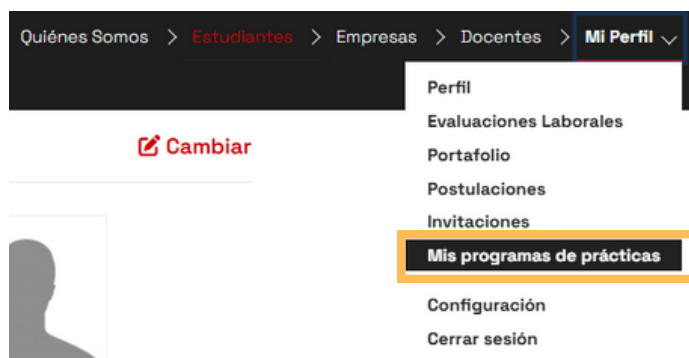 Quiénes Somos > Estudiantes > Empresas > Docentes > Mi Perfil
Perfil
Evaluaciones Laborales
Cambiar
Portafolio
Postulaciones
Invitaciones
Mis programas de prácticas
Configuración
Cerrar sesión